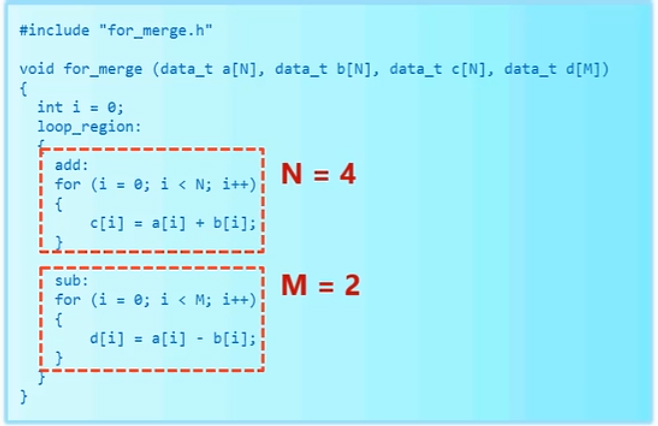 #include "for_merge.h"
void for_merge (data_t a[N], data_t b[N], data_t c[N], data_t d[M])
{
int i = 0;
loop_region:
{
add:
for (i = 0; i < N; i++)
{
c[i] = a[i] + b[i];
}
N = 4
sub:
for (i = 0; i < M; i++)
{
d[i] = a[i] - b[i];
}
M = 2
}
}